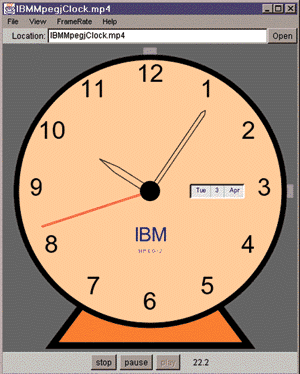 IBMMpegjClock.mp4
File View FrameRate Help
Location: IBMMpegjClock.mp4 Open
12
11 1
10 2
9 Tue 3 Apr 3
IBM
8 4
7 5
6
stop pause play 22.2